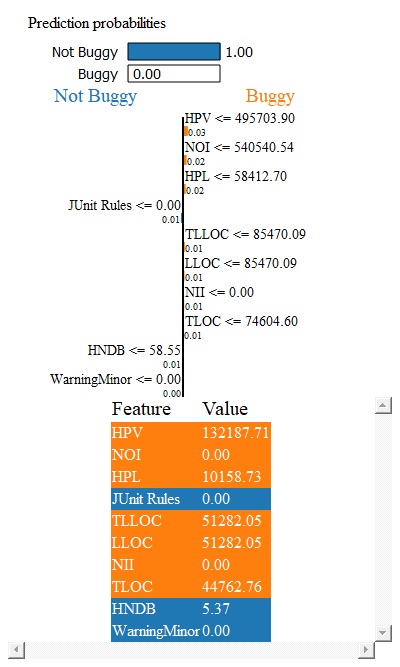 Prediction probabilities
Not Buggy 1.00
Buggy 0.00
Not Buggy Buggy
HPV <= 495703.90
0.03
NOI <= 540540.54
0.02
HPL <= 58412.70
0.02
JUnit Rules <= 0.00
0.01
TLLOC <= 85470.09
0.01
LLOC <= 85470.09
0.01
NII <= 0.00
0.01
TLOC <= 74604.60
0.01
HNDB <= 58.55
0.01
WarningMinor <= 0.00
0.00
Feature Value
HPV 132187.71
NOI 0.00
HPL 10158.73
JUnit Rules 0.00
TLLOC 51282.05
LLOC 51282.05
NII 0.00
TLOC 44762.76
HNDB 5.37
WarningMinor 0.00